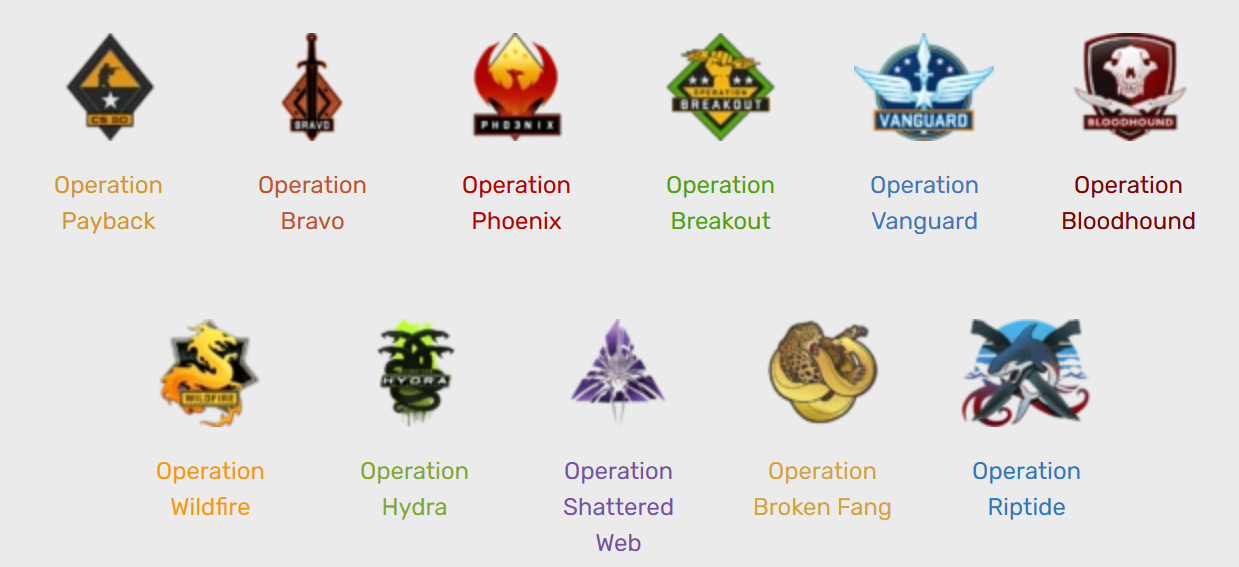 CS GO
BRAVO
PHO3NIX
OPERATION
BREAKOUT
VANGUARD
BLOODHOUND
Operation
Payback
Operation
Bravo
Operation
Phoenix
Operation
Breakout
Operation
Vanguard
Operation
Bloodhound
WILDFIRE
HYDRA
Operation
Wildfire
Operation
Hydra
Operation
Shattered
Web
Operation
Broken Fang
Operation
Riptide